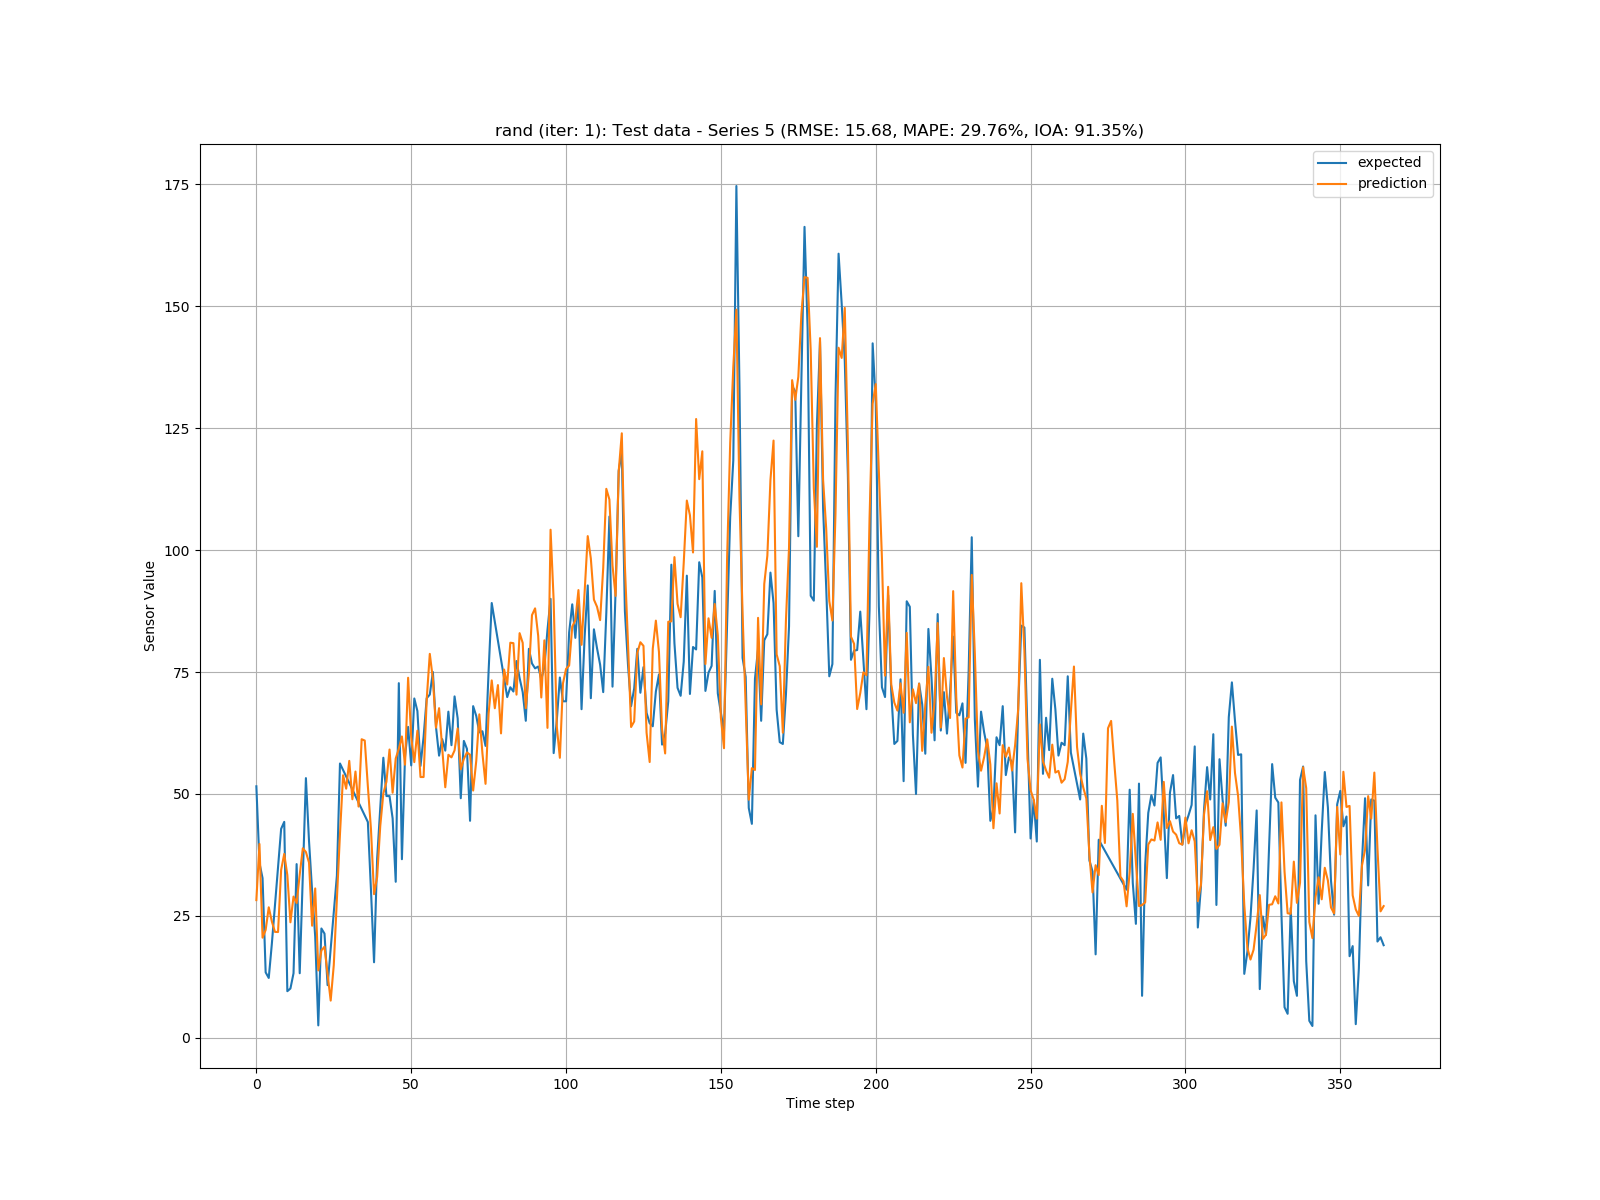 rand (iter: 1): Test data - Series 5 (RMSE: 15.68, MAPE: 29.76%, IOA: 91.35%)
expected
prediction
175
150
125
100
75
50
25
0
Sensor Value
0 50 100 150 200 250 300 350
Time step